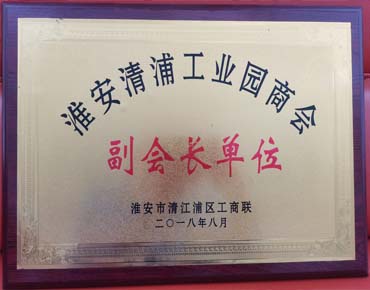 淮安清浦工业园商会
副会长单位
淮安市清江浦区工商联
二〇一八年八月